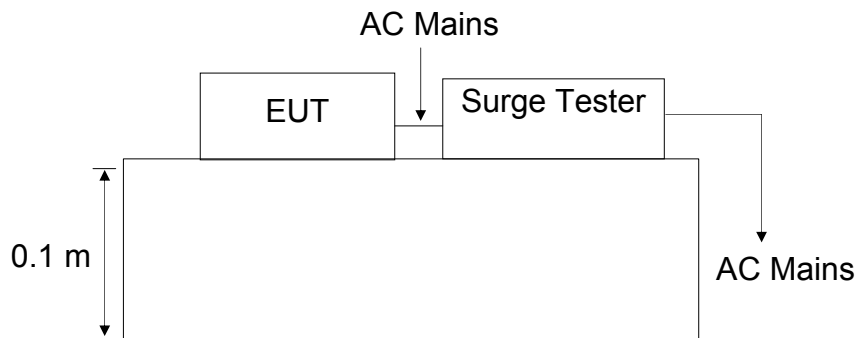 AC Mains
EUT
Surge Tester
0.1 m
AC Mains